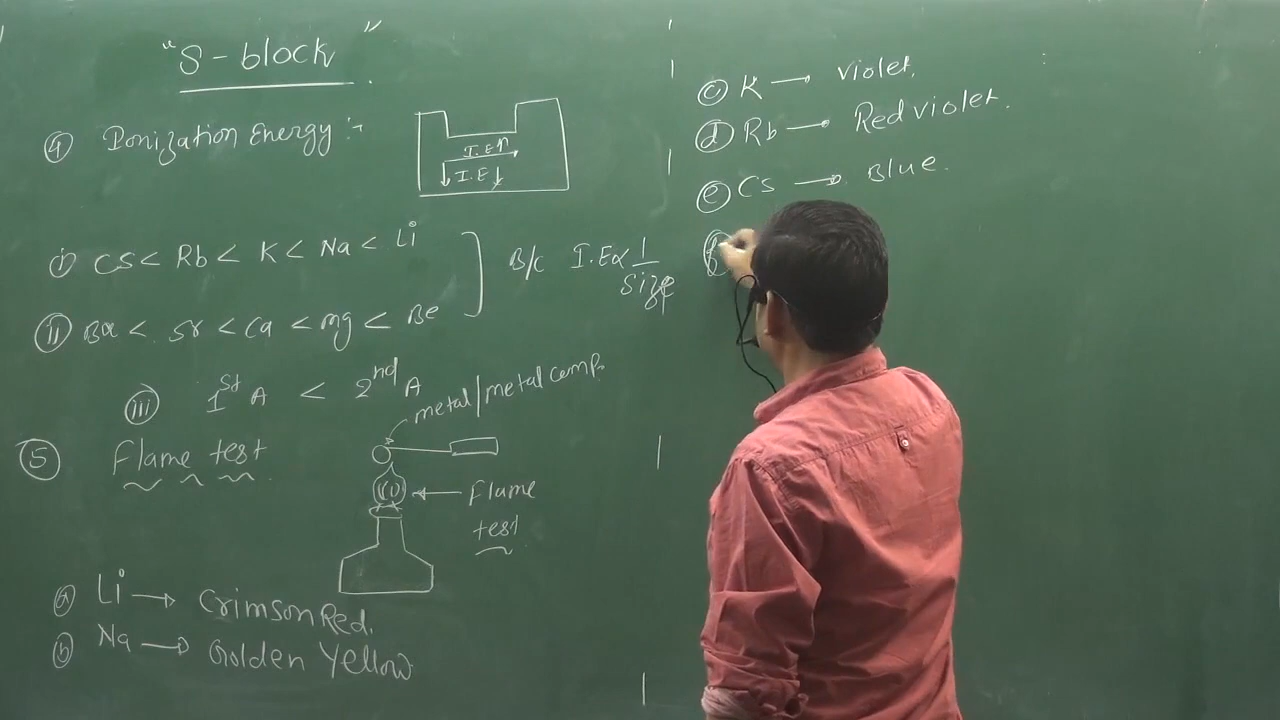 "S-block".
④ Ionization Energy :-
I.E↑
I.E↓
(i) Cs < Rb < K < Na < Li
(ii) Ba < Sr < Ca < Mg < Be
B/C I.E ∝ 1/Size
(iii) 1st A < 2nd A
metal/metal comp.
⑤ Flame test.
Flame
test
(a) Li → Crimson Red.
(b) Na → Golden Yellow
(c) K → Violet.
(d) Rb → Red violet.
(e) Cs → Blue.
(f)